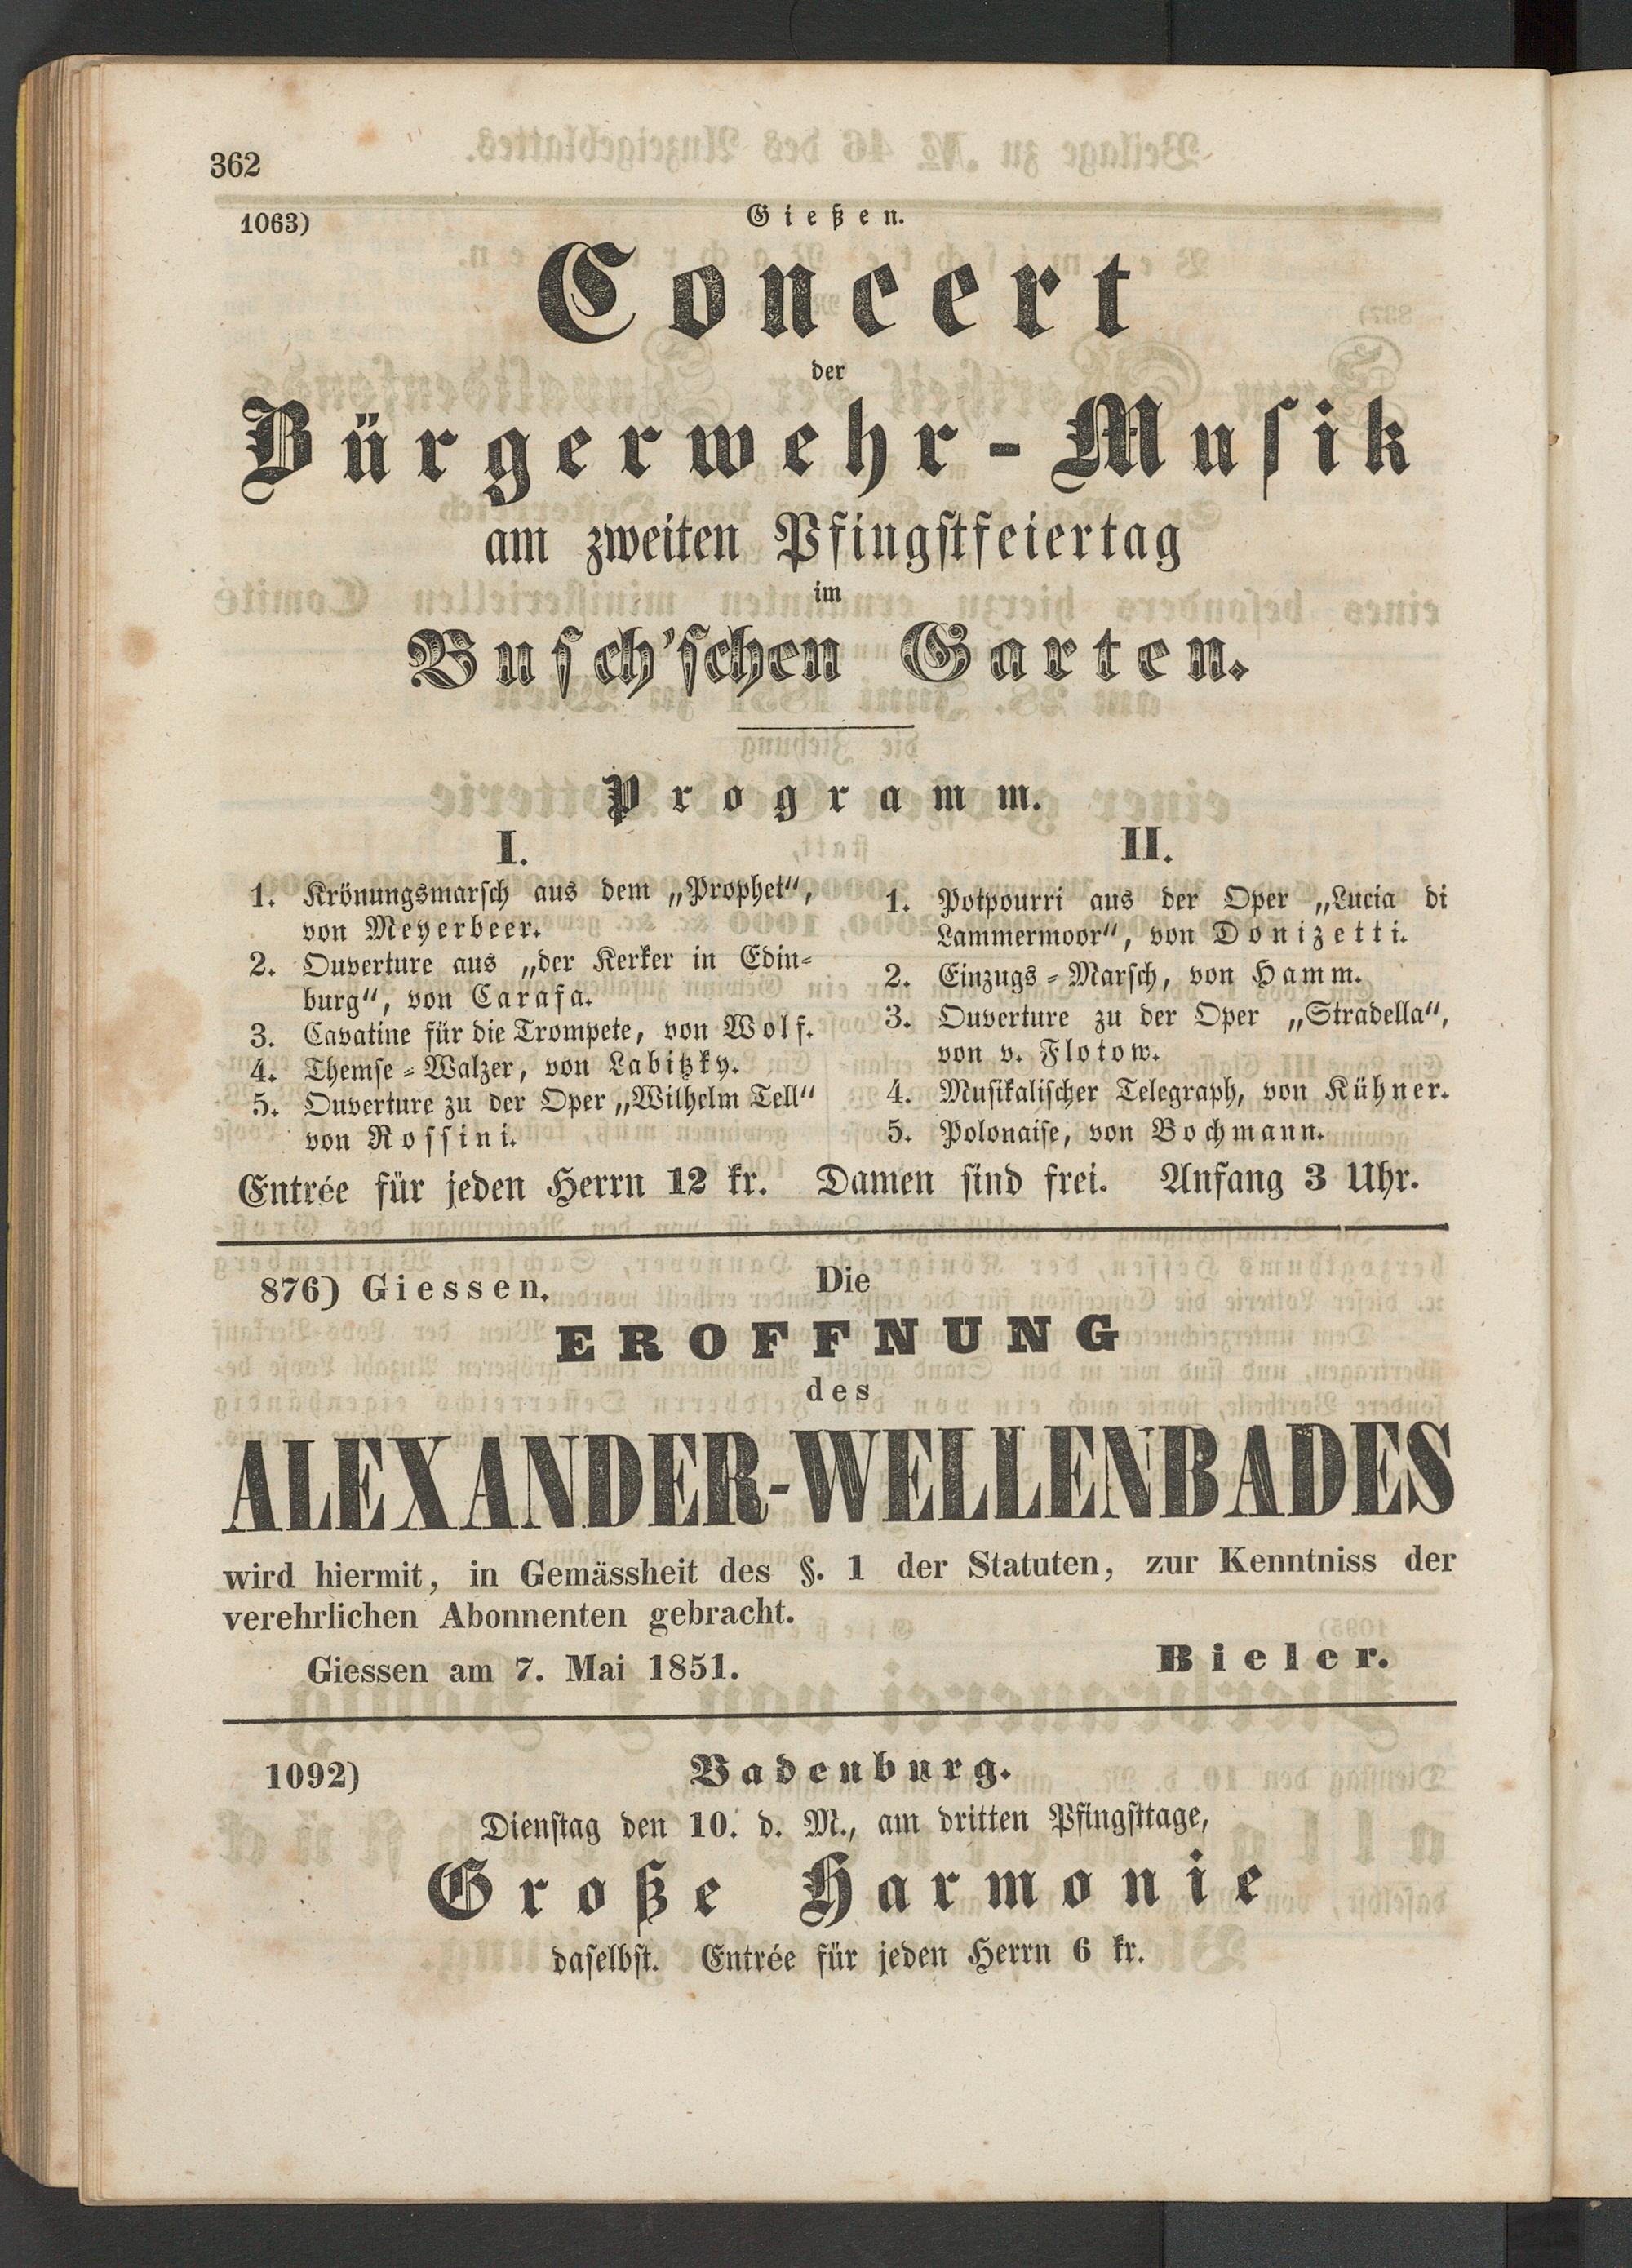 362
1063)
Gießen.
Concert
der
Bürgerwehr-Muſik
am zweiten Pfingſtfeiertag
im
Buſch'ſchen Garten.
Programm.
I.
1. Krönungsmarſch aus dem „Prophet“,
von Meyerbeer.
2. Ouverture aus „der Kerker in Edin-
burg“, von Carafa.
3. Cavatine für die Trompete, von Wolf.
4. Themſe-Walzer, von Labitzky.
5. Ouverture zu der Oper „Wilhelm Tell“
von Roſſini.
II.
1. Potpourri aus der Oper „Lucia di
Lammermoor“, von Donizetti.
2. Einzugs-Marſch, von Hamm.
3. Ouverture zu der Oper „Stradella“,
von v. Flotow.
4. Muſikaliſcher Telegraph, von Kühner.
5. Polonaiſe, von Bochmann.
Entrée für jeden Herrn 12 kr. Damen ſind frei. Anfang 3 Uhr.
876) Giessen.
Die
EROFFNUNG
des
ALEXANDER-WELLENBADES
wird hiermit, in Gemässheit des §. 1 der Statuten, zur Kenntniss der
verehrlichen Abonnenten gebracht.
Giessen am 7. Mai 1851.
Bieler.
1092)
Badenburg.
Dienſtag den 10. d. M., am dritten Pfingſttage,
Große Harmonie
daſelbſt. Entrée für jeden Herrn 6 kr.